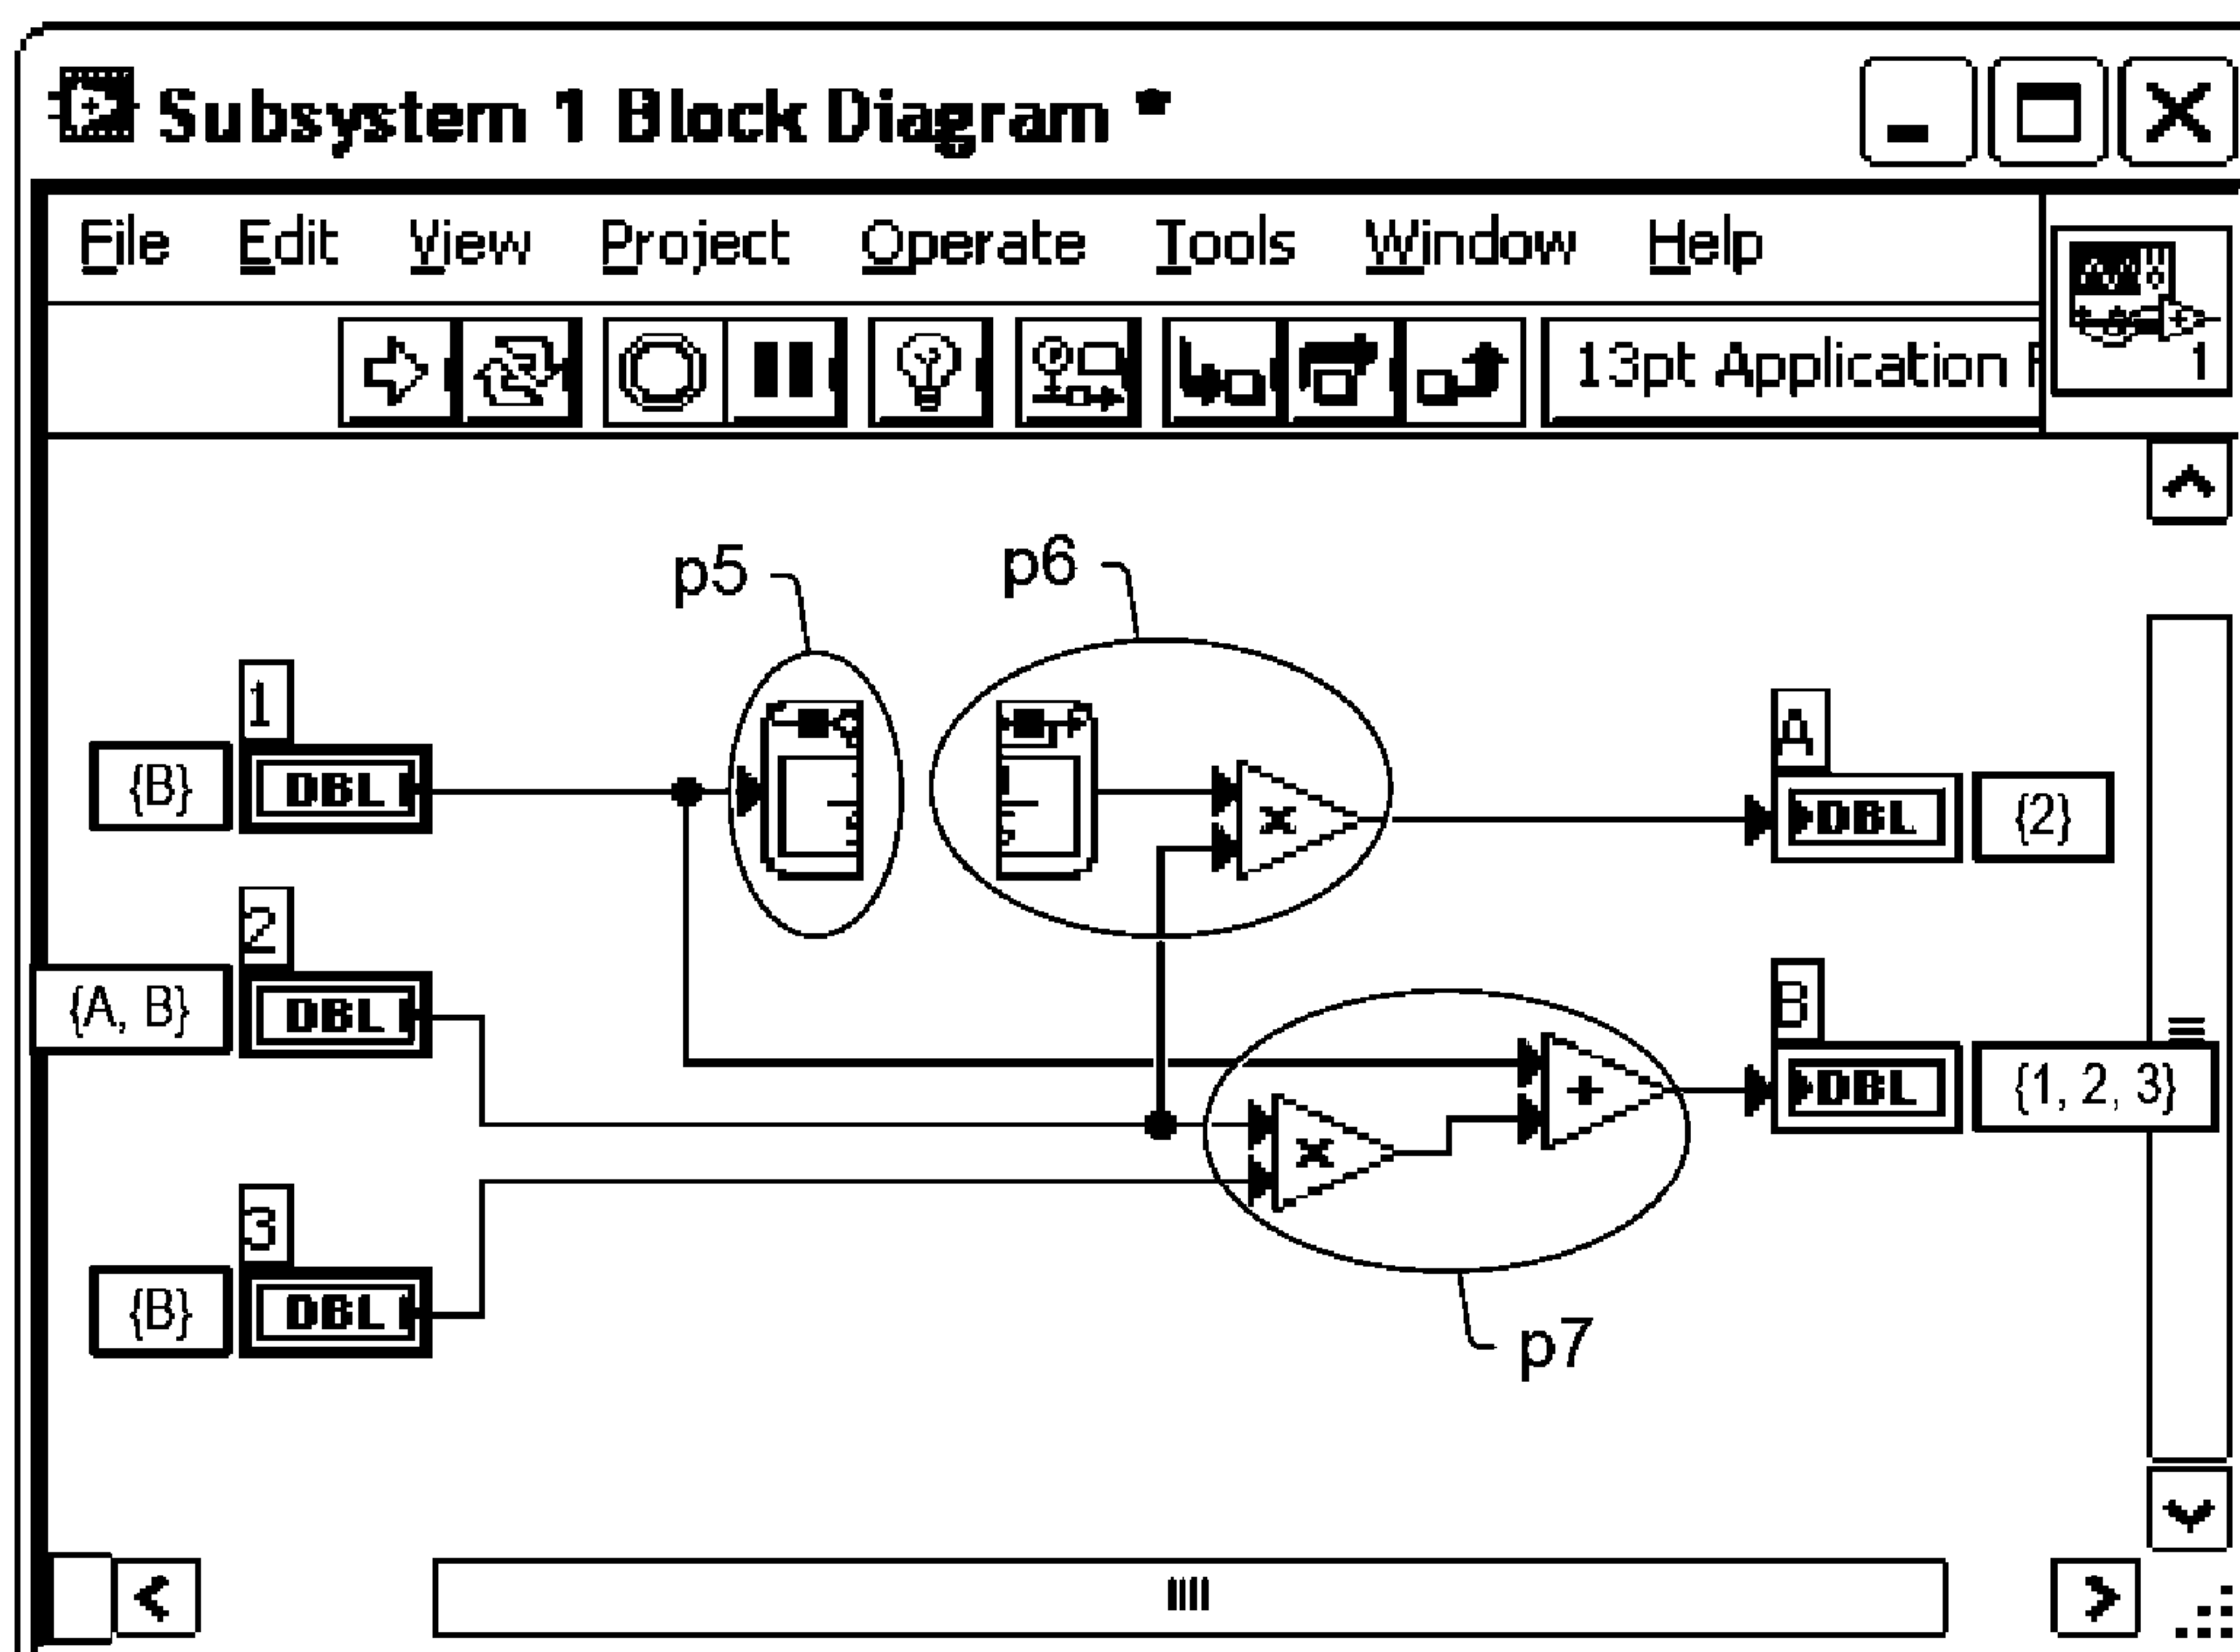 Subsystem 1 Block Diagram *
File Edit View Project Operate Tools Window Help
13pt Application F
1
p5
p6
1
{B}
DBL
A
DBL
{2}
2
{A, B}
DBL
x
B
DBL
{1, 2, 3}
+
x
3
{B}
DBL
p7